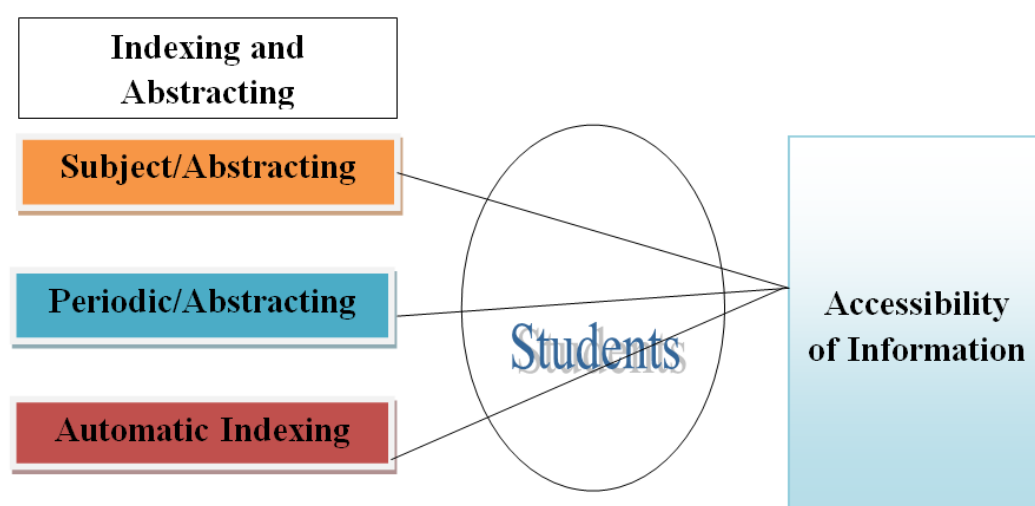 Indexing and
Abstracting
Subject/Abstracting
Periodic/Abstracting
Automatic Indexing
Students
Accessibility
of Information